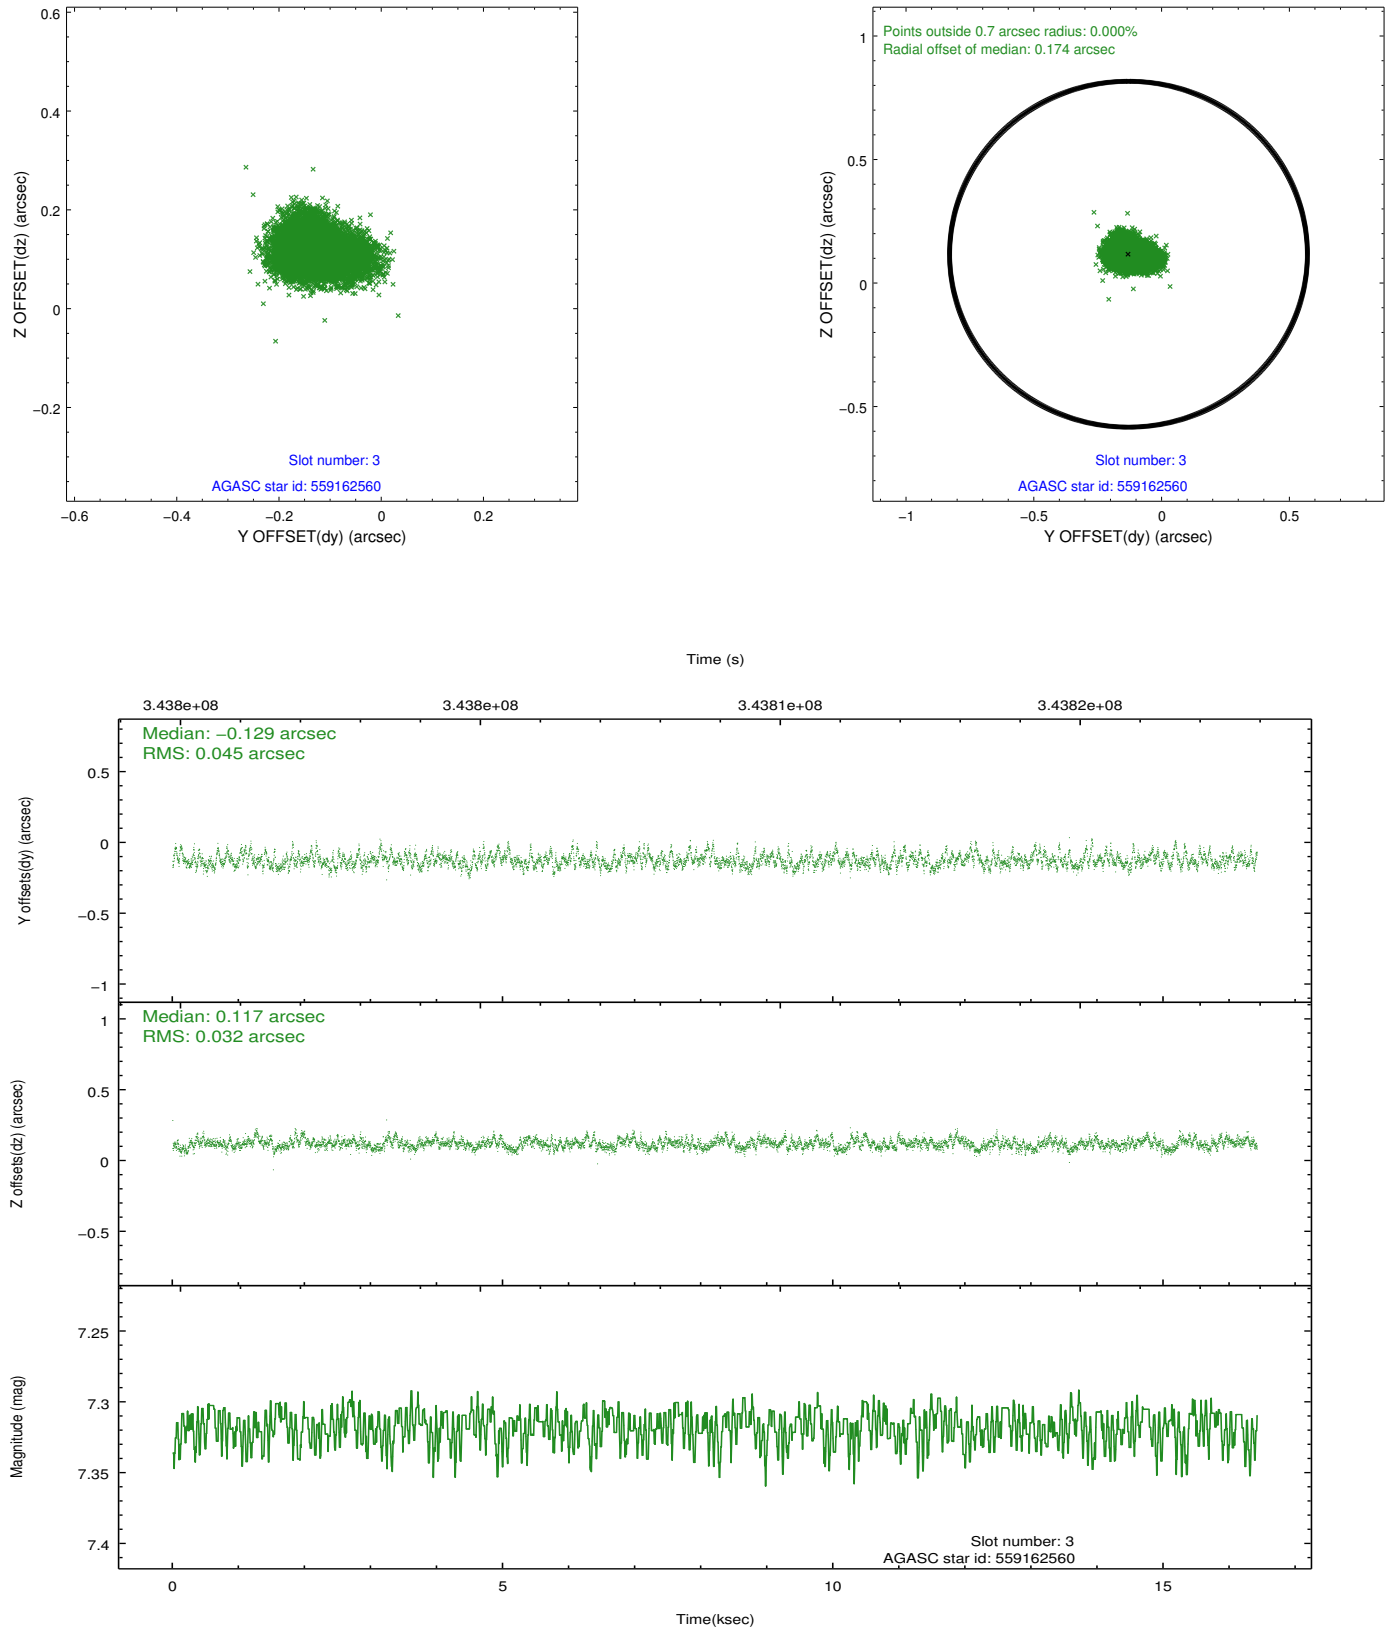 0.6
0.4
0.2
0
−0.2
Z OFFSET(dz) (arcsec)
Slot number: 3
AGASC star id: 559162560
−0.6 −0.4 −0.2 0 0.2
Y OFFSET(dy) (arcsec)
Points outside 0.7 arcsec radius: 0.000%
Radial offset of median: 0.174 arcsec
1
0.5
0
−0.5
Z OFFSET(dz) (arcsec)
Slot number: 3
AGASC star id: 559162560
−1 −0.5 0 0.5
Y OFFSET(dy) (arcsec)
Time (s)
3.438e+08 3.438e+08 3.4381e+08 3.4382e+08
Median: −0.129 arcsec
RMS: 0.045 arcsec
0.5
0
−0.5
−1
Y offsets(dy) (arcsec)
Median: 0.117 arcsec
RMS: 0.032 arcsec
1
0.5
0
−0.5
Z offsets(dz) (arcsec)
7.25
7.3
7.35
7.4
Magnitude (mag)
Slot number: 3
AGASC star id: 559162560
0 5 10 15
Time(ksec)